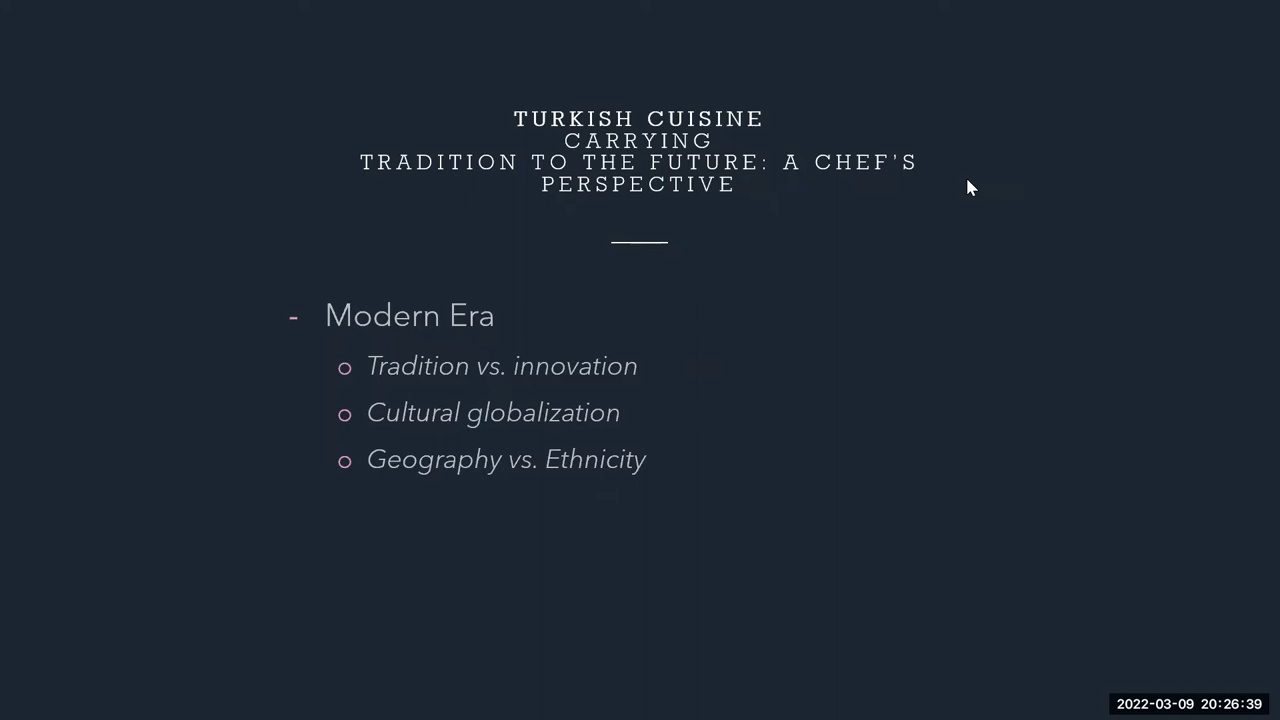 TURKISH CUISINE
CARRYING
TRADITION TO THE FUTURE: A CHEF'S
PERSPECTIVE
- Modern Era
o Tradition vs. innovation
o Cultural globalization
o Geography vs. Ethnicity
2022-03-09 20:26:39